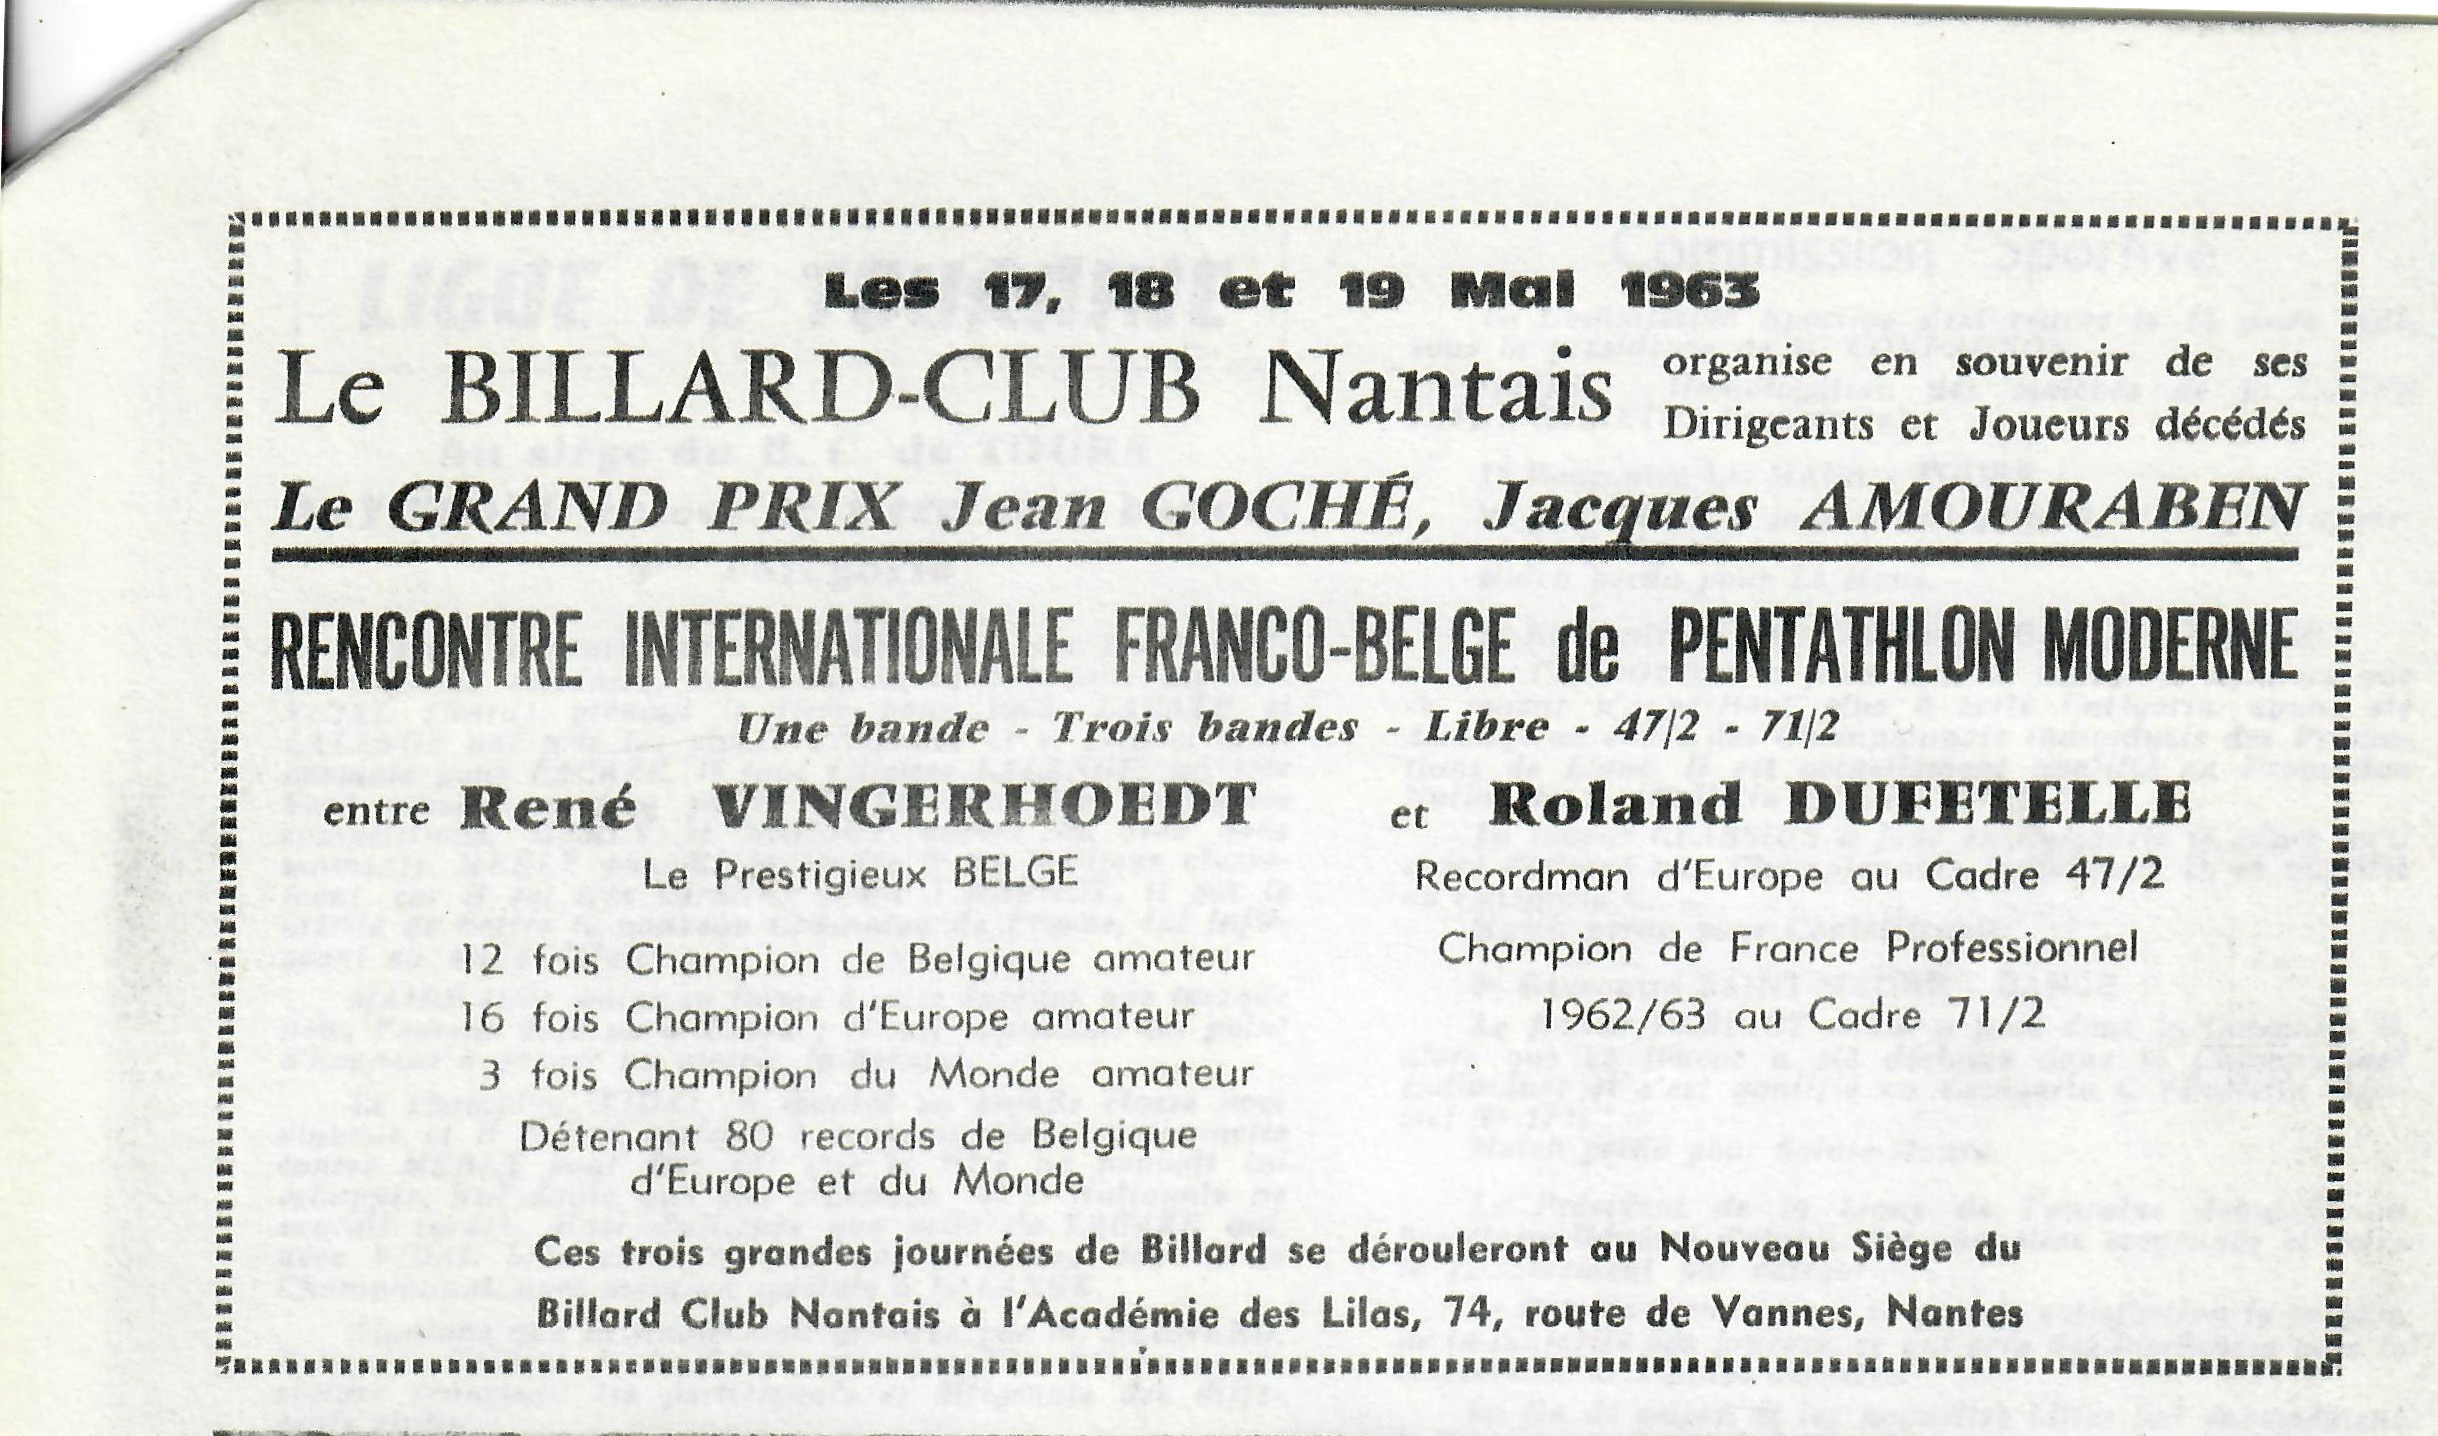 Les 17, 18 et 19 Mai 1963
Le BILLARD-CLUB Nantais organise en souvenir de ses
Dirigeants et Joueurs décédés
Le GRAND PRIX Jean GOCHÉ, Jacques AMOURABEN
RENCONTRE INTERNATIONALE FRANCO-BELGE de PENTATHLON MODERNE
Une bande - Trois bandes - Libre - 47/2 - 71/2
entre René VINGERHOEDT et Roland DUFETELLE
Le Prestigieux BELGE
12 fois Champion de Belgique amateur
16 fois Champion d'Europe amateur
3 fois Champion du Monde amateur
Détenant 80 records de Belgique
d'Europe et du Monde
Recordman d'Europe au Cadre 47/2
Champion de France Professionnel
1962/63 au Cadre 71/2
Ces trois grandes journées de Billard se dérouleront au Nouveau Siège du
Billard Club Nantais à l'Académie des Lilas, 74, route de Vannes, Nantes